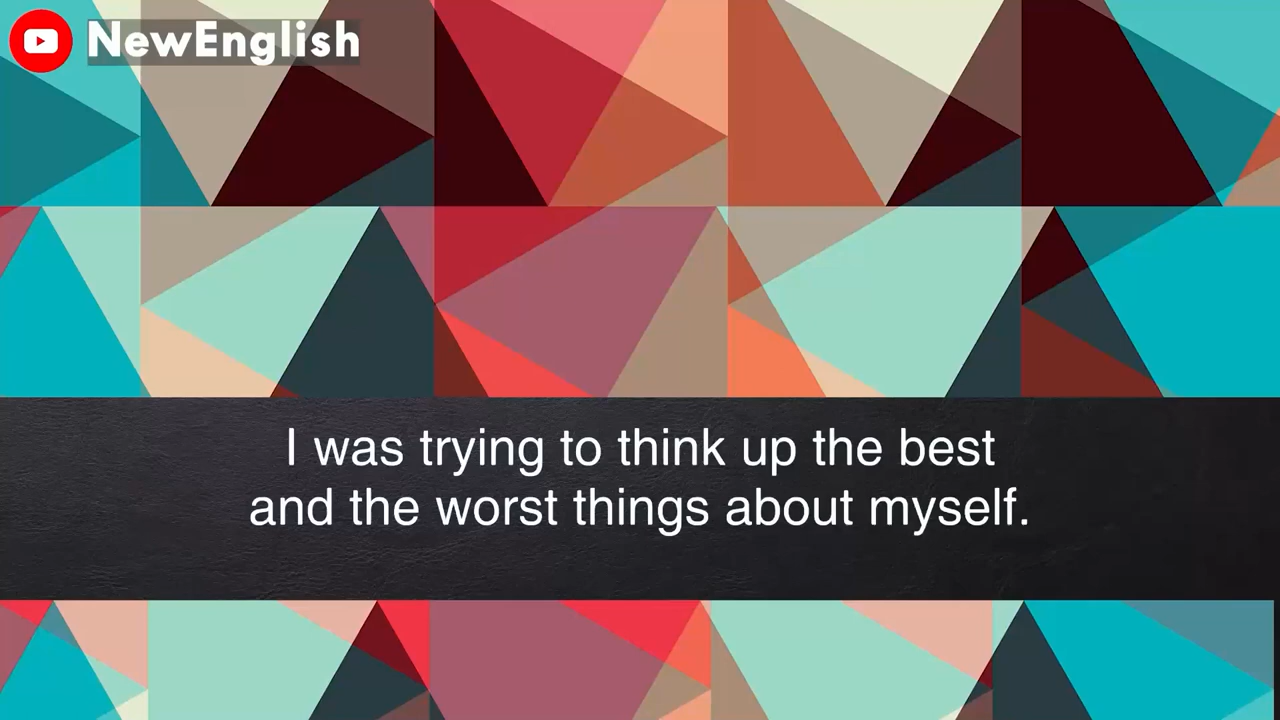 NewEnglish
I was trying to think up the best
and the worst things about myself.